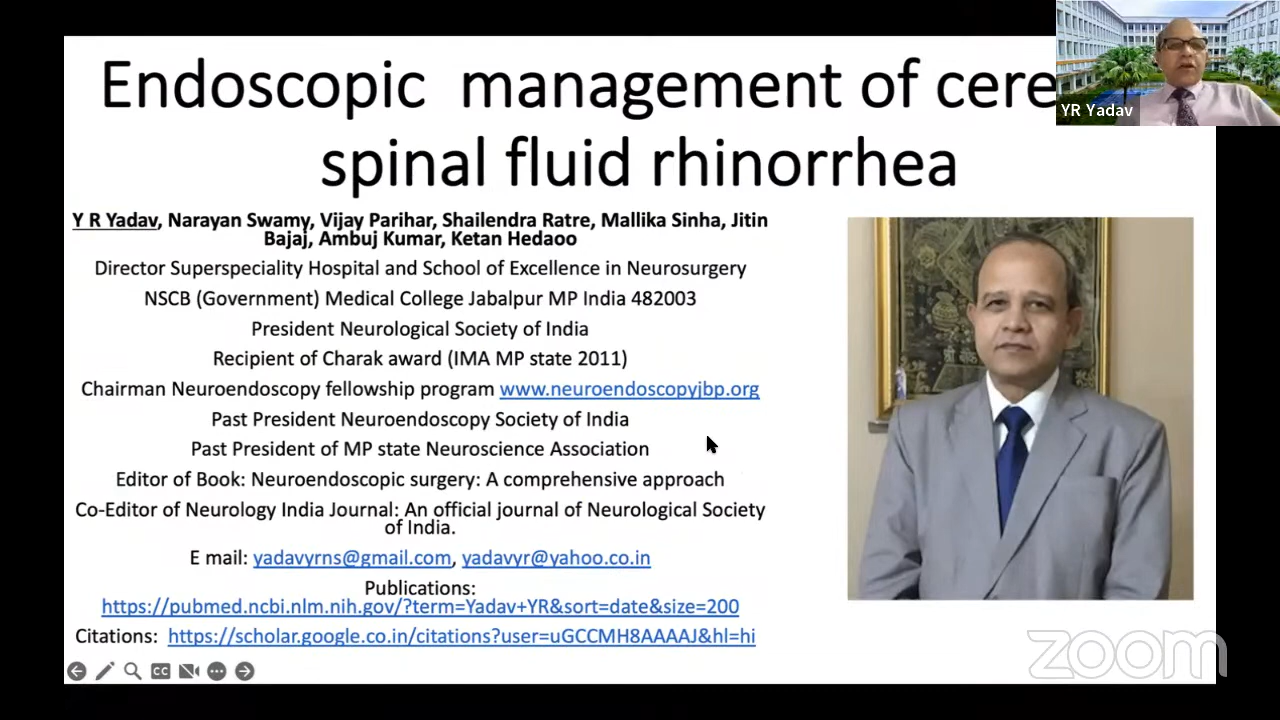 Endoscopic management of cere
spinal fluid rhinorrhea
YR Yadav
Y R Yadav, Narayan Swamy, Vijay Parihar, Shailendra Ratre, Mallika Sinha, Jitin
Bajaj, Ambuj Kumar, Ketan Hedaoo
Director Superspeciality Hospital and School of Excellence in Neurosurgery
NSCB (Government) Medical College Jabalpur MP India 482003
President Neurological Society of India
Recipient of Charak award (IMA MP state 2011)
Chairman Neuroendoscopy fellowship program www.neuroendoscopyjbp.org
Past President Neuroendoscopy Society of India
Past President of MP state Neuroscience Association
Editor of Book: Neuroendoscopic surgery: A comprehensive approach
Co-Editor of Neurology India Journal: An official journal of Neurological Society
of India.
E mail: yadavyrns@gmail.com, yadavyr@yahoo.co.in
Publications:
https://pubmed.ncbi.nlm.nih.gov/?term=Yadav+YR&sort=date&size=200
Citations: https://scholar.google.co.in/citations?user=uGCCMH8AAAAJ&hl=hi
CC
zoom